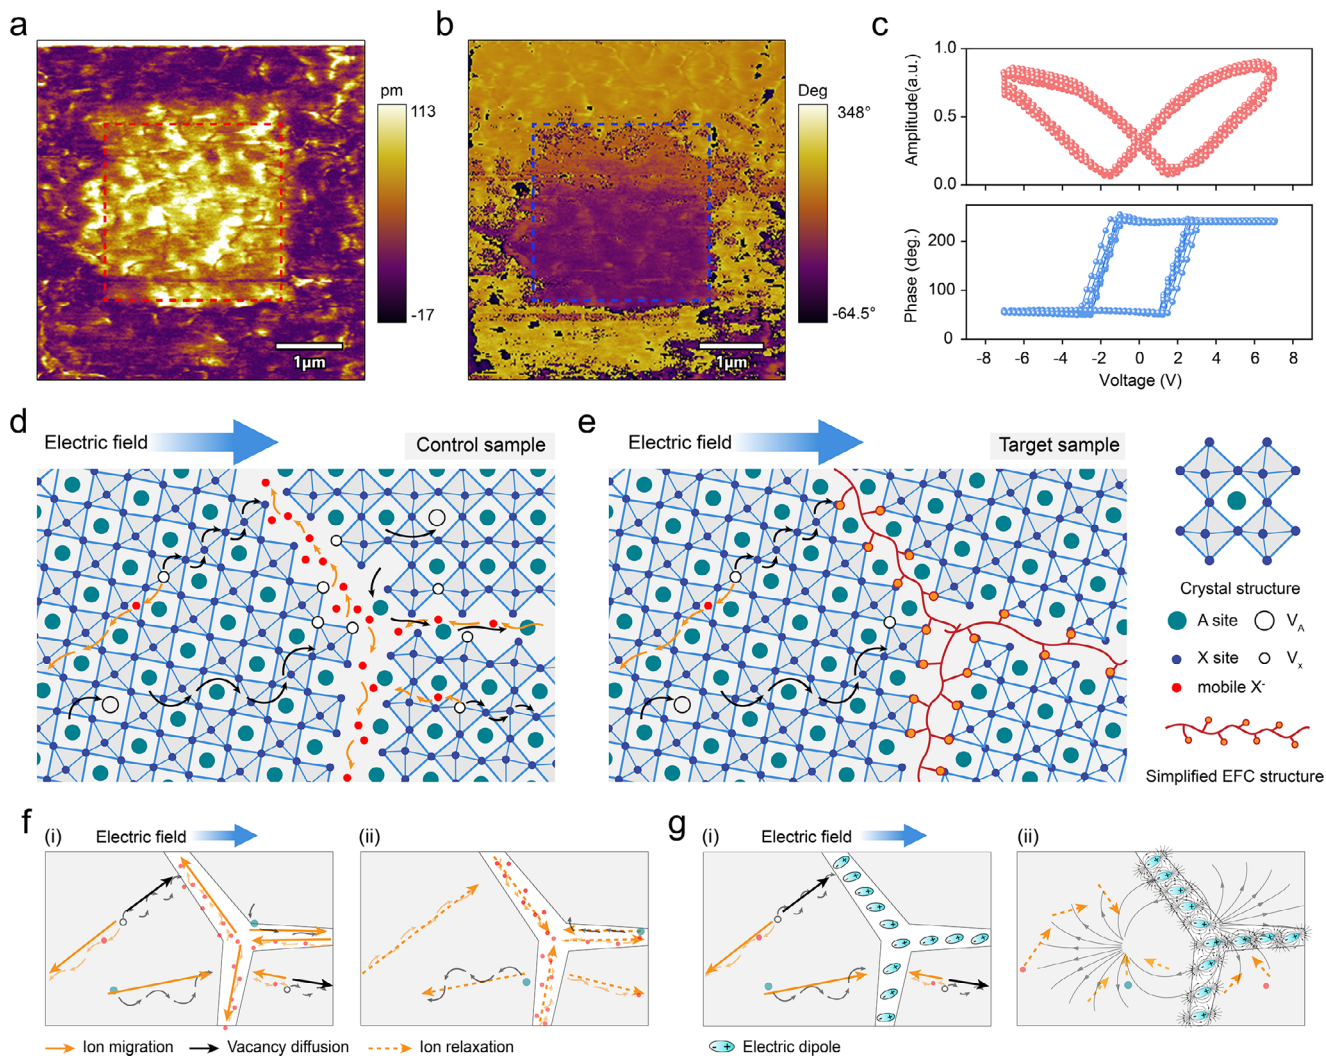 a
pm
113
-17
1μm
b
Deg
348°
-64.5°
1μm
c
Amplitude(a.u.)
1.0
0.5
0.0
Phase (deg.)
200
100
0
-8 -6 -4 -2 0 2 4 6 8
Voltage (V)
d
Electric field
Control sample
e
Electric field
Target sample
Crystal structure
A site
V_A
X site
V_x
mobile X⁻
Simplified EFC structure
f
(i)
Electric field
(ii)
g
(i)
Electric field
(ii)
Ion migration
Vacancy diffusion
Ion relaxation
Electric dipole